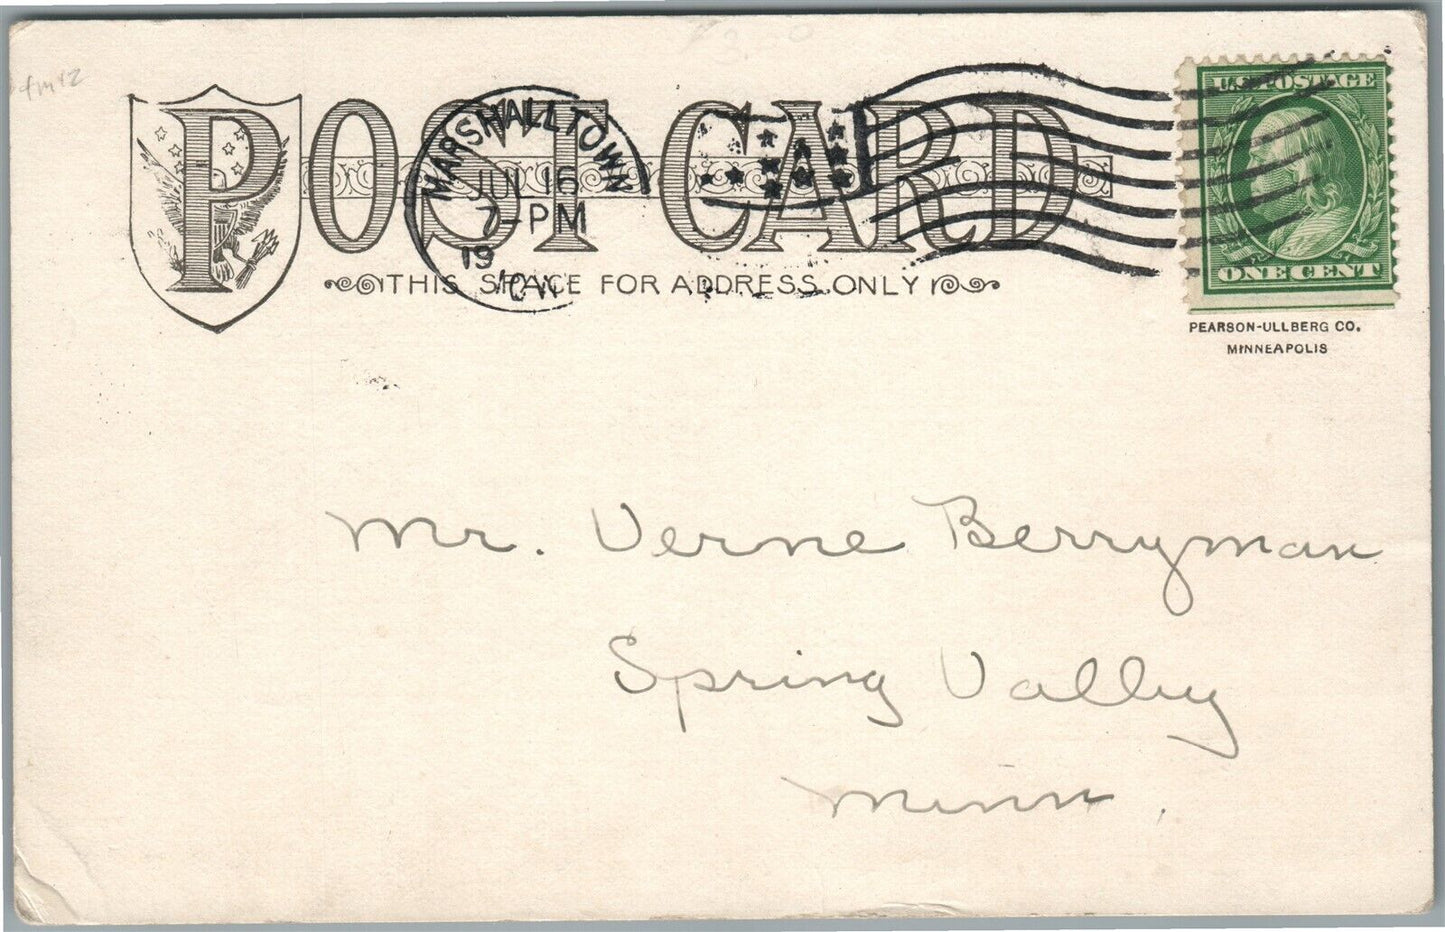 POST CARD
THIS SPACE FOR ADDRESS ONLY
MARSHALLTOWN
JUL 16
7-PM
19
IOWA
U.S. POSTAGE
ONE CENT
PEARSON-ULLBERG CO.
MINNEAPOLIS
Mr. Verne Berryman
Spring Valley
Minn.